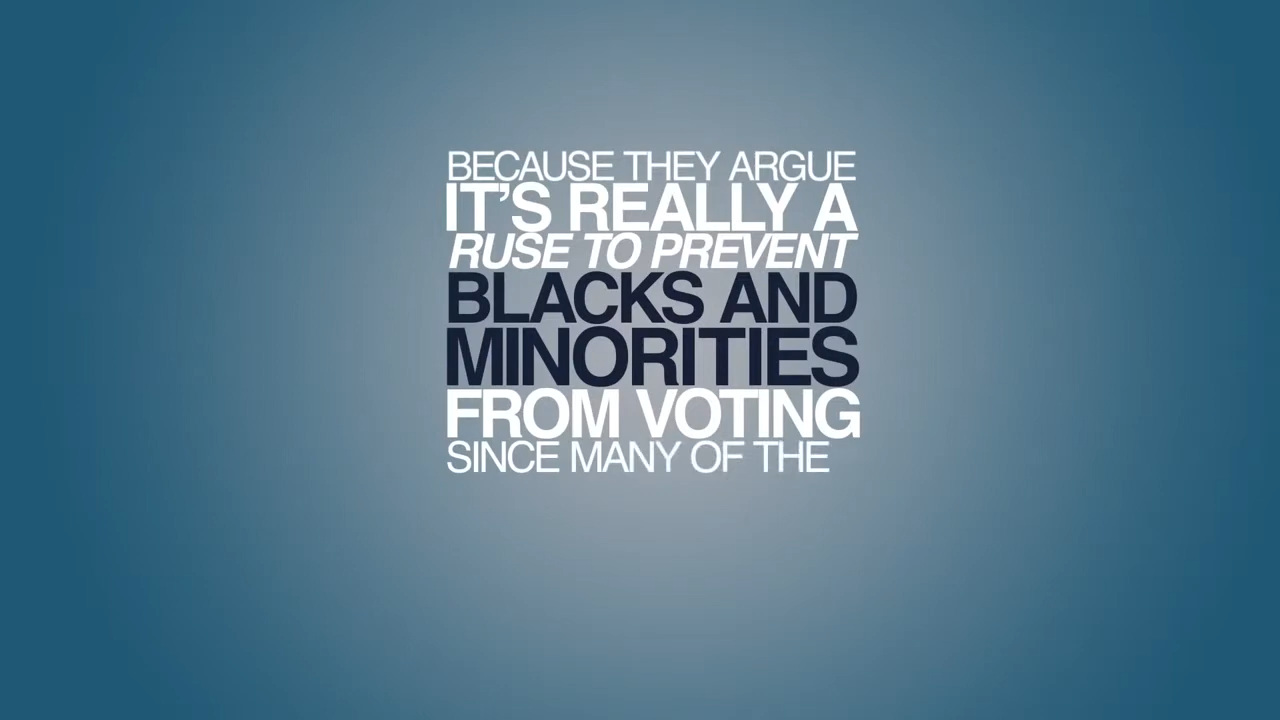 BECAUSE THEY ARGUE
IT’S REALLY A
RUSE TO PREVENT
BLACKS AND
MINORITIES
FROM VOTING
SINCE MANY OF THE